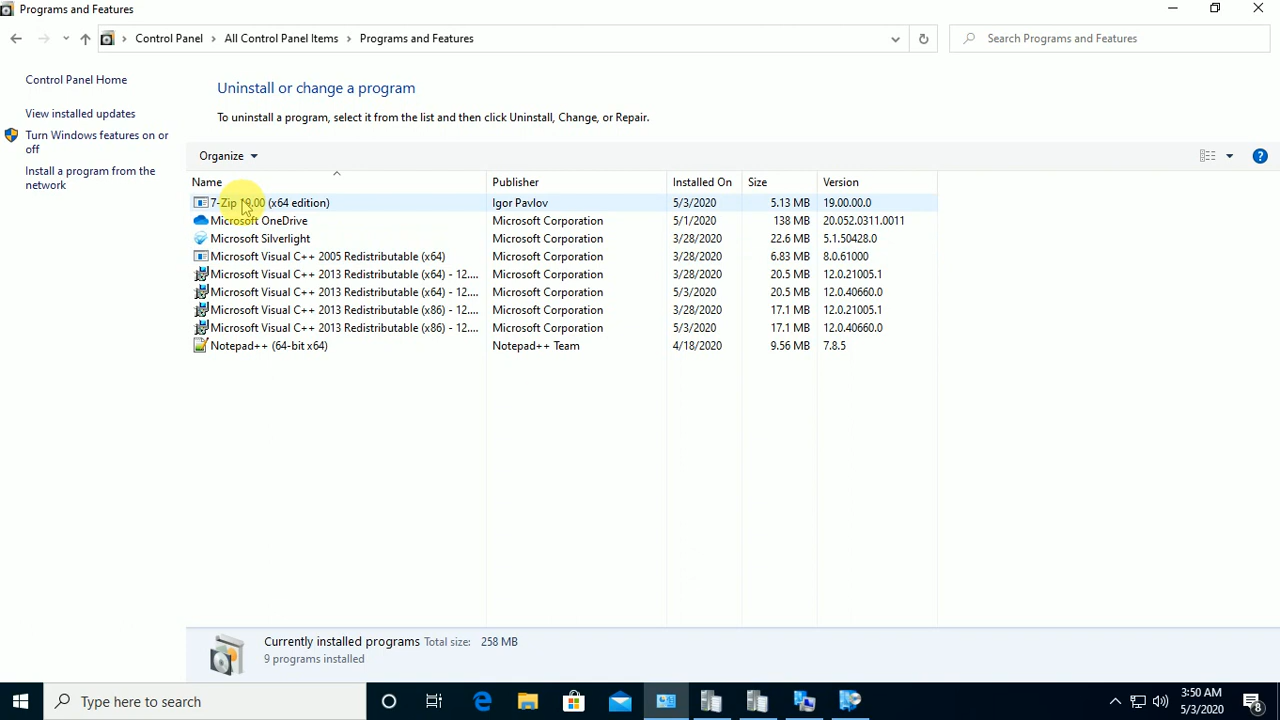 Programs and Features
Control Panel > All Control Panel Items > Programs and Features
Search Programs and Features
Control Panel Home
View installed updates
Turn Windows features on or
off
Install a program from the
network
Uninstall or change a program
To uninstall a program, select it from the list and then click Uninstall, Change, or Repair.
Organize
Name Publisher Installed On Size Version
7-Zip 19.00 (x64 edition) Igor Pavlov 5/3/2020 5.13 MB 19.00.00.0
Microsoft OneDrive Microsoft Corporation 5/1/2020 138 MB 20.052.0311.0011
Microsoft Silverlight Microsoft Corporation 3/28/2020 22.6 MB 5.1.50428.0
Microsoft Visual C++ 2005 Redistributable (x64) Microsoft Corporation 3/28/2020 6.83 MB 8.0.61000
Microsoft Visual C++ 2013 Redistributable (x64) - 12.... Microsoft Corporation 3/28/2020 20.5 MB 12.0.21005.1
Microsoft Visual C++ 2013 Redistributable (x64) - 12.... Microsoft Corporation 5/3/2020 20.5 MB 12.0.40660.0
Microsoft Visual C++ 2013 Redistributable (x86) - 12.... Microsoft Corporation 3/28/2020 17.1 MB 12.0.21005.1
Microsoft Visual C++ 2013 Redistributable (x86) - 12.... Microsoft Corporation 5/3/2020 17.1 MB 12.0.40660.0
Notepad++ (64-bit x64) Notepad++ Team 4/18/2020 9.56 MB 7.8.5
Currently installed programs Total size: 258 MB
9 programs installed
Type here to search
3:50 AM
5/3/2020
8